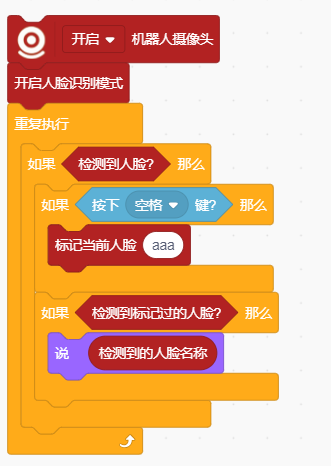 开启 机器人摄像头
开启人脸识别模式
重复执行
如果 检测到人脸? 那么
如果 按下 空格 键? 那么
标记当前人脸 aaa
如果 检测到标记过的人脸? 那么
说 检测到的人脸名称